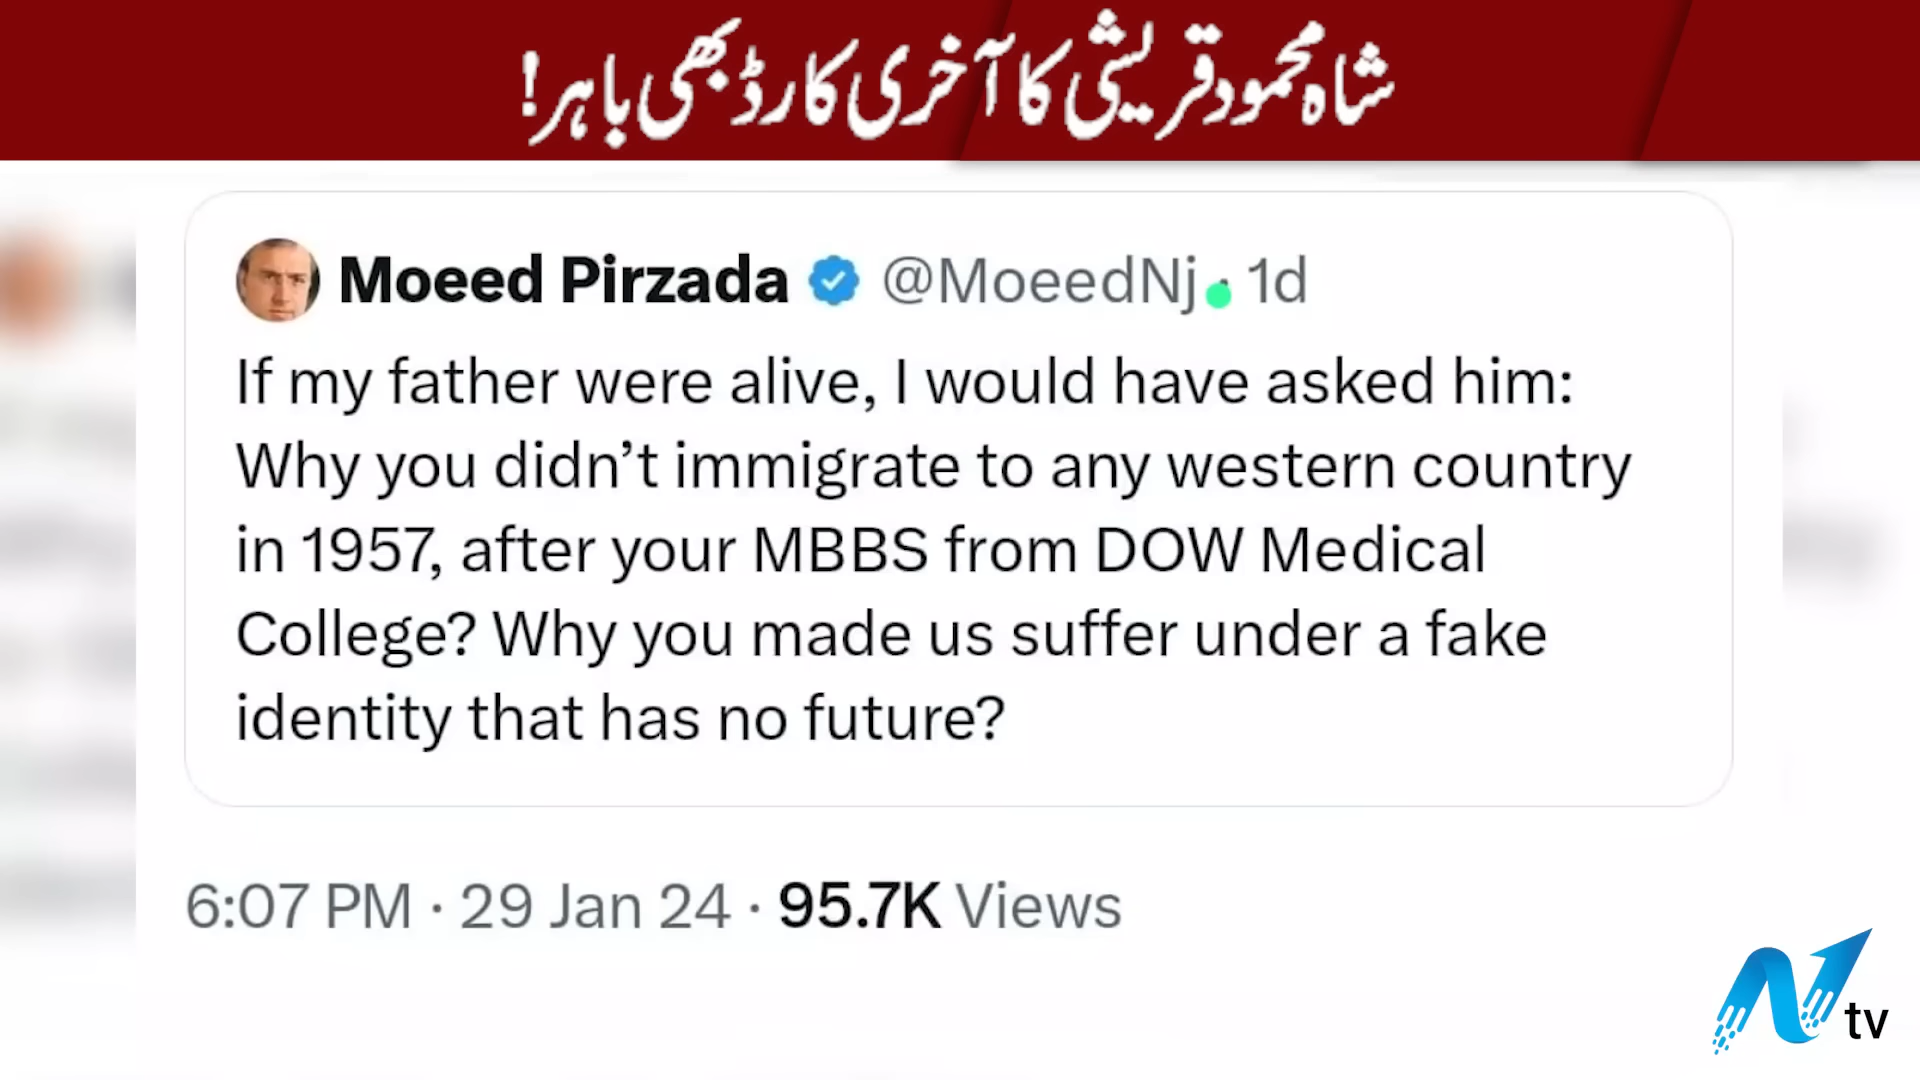 شاہ محمود قریشی کا آخری کارڈ بھی باہر!
Moeed Pirzada @MoeedNj · 1d
If my father were alive, I would have asked him:
Why you didn’t immigrate to any western country
in 1957, after your MBBS from DOW Medical
College? Why you made us suffer under a fake
identity that has no future?
6:07 PM · 29 Jan 24 · 95.7K Views
N tv